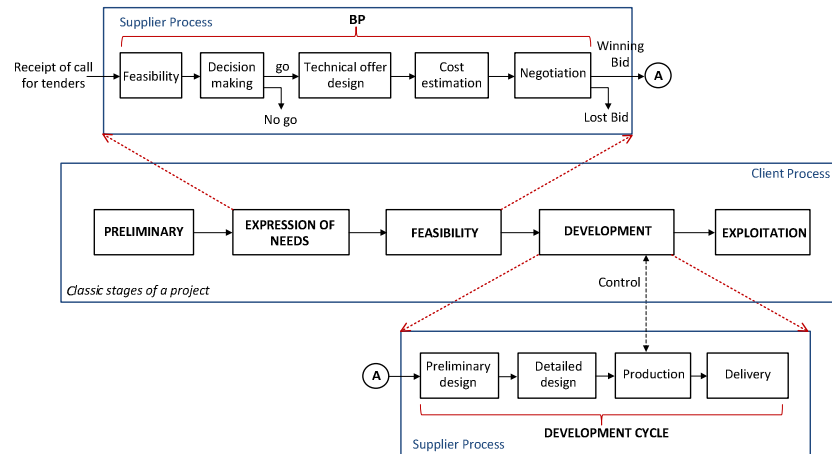 Supplier Process
BP
Receipt of call
for tenders
Feasibility
Decision
making
go
No go
Technical offer
design
Cost
estimation
Negotiation
Winning
Bid
A
Lost Bid
Client Process
PRELIMINARY
EXPRESSION OF
NEEDS
FEASIBILITY
DEVELOPMENT
EXPLOITATION
Classic stages of a project
Control
A
Preliminary
design
Detailed
design
Production
Delivery
DEVELOPMENT CYCLE
Supplier Process